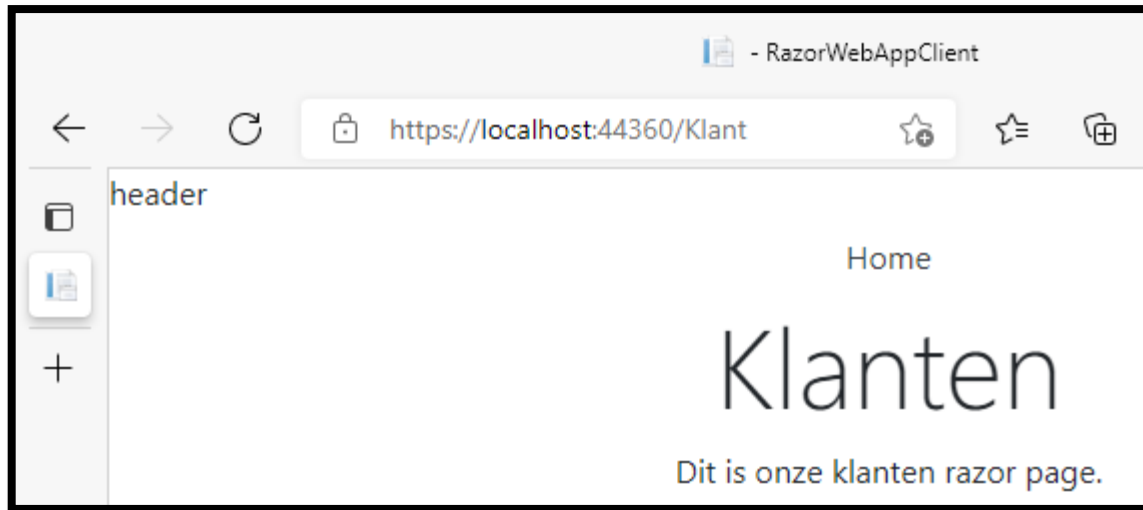 - RazorWebAppClient
https://localhost:44360/Klant
header
Home
Klanten
Dit is onze klanten razor page.